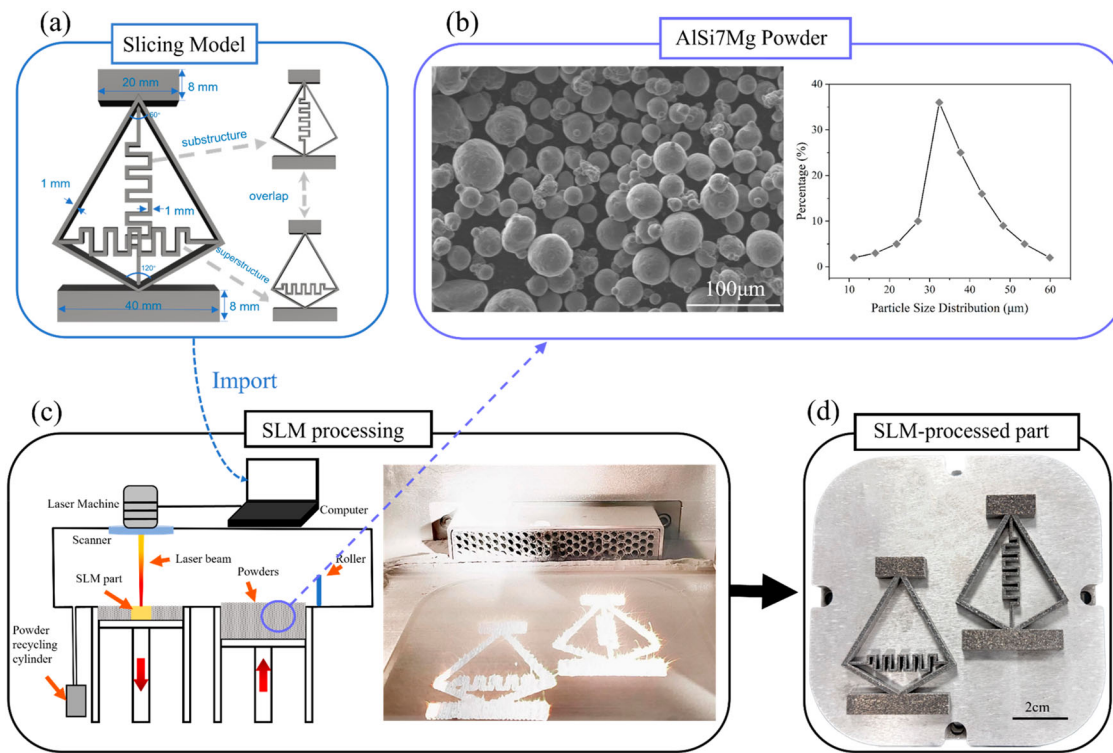 (a)
Slicing Model
20 mm
8 mm
60°
substructure
1 mm
1 mm
overlap
120°
superstructure
40 mm
8 mm
(b)
AlSi7Mg Powder
100μm
Percentage (%)
40
30
20
10
0
10
20
30
40
50
60
Particle Size Distribution (μm)
Import
(c)
SLM processing
Laser Machine
Computer
Scanner
Laser beam
Roller
SLM part
Powders
Powder
recycling
cylinder
(d)
SLM-processed part
2cm